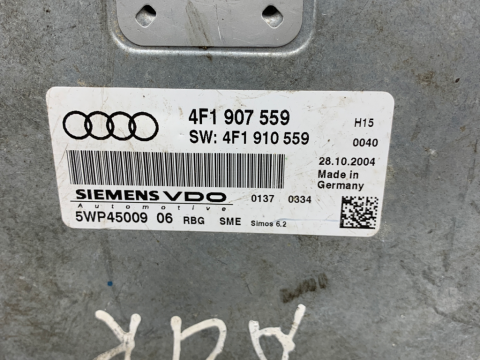 4F1 907 559 H15
SW: 4F1 910 559 0040
28.10.2004
Made in
Germany
SIEMENS VDO 0137 0334
Automotive
5WP45009 06 RBG SME Simos 6.2